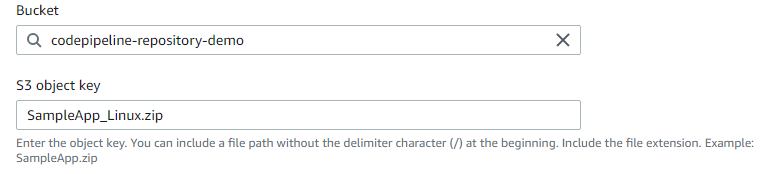 Bucket
codepipeline-repository-demo
S3 object key
SampleApp_Linux.zip
Enter the object key. You can include a file path without the delimiter character (/) at the beginning. Include the file extension. Example:
SampleApp.zip